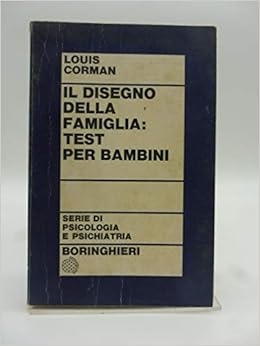 LOUIS
CORMAN
IL DISEGNO
DELLA
FAMIGLIA:
TEST
PER BAMBINI
SERIE DI
PSICOLOGIA
E PSICHIATRIA
BORINGHIERI